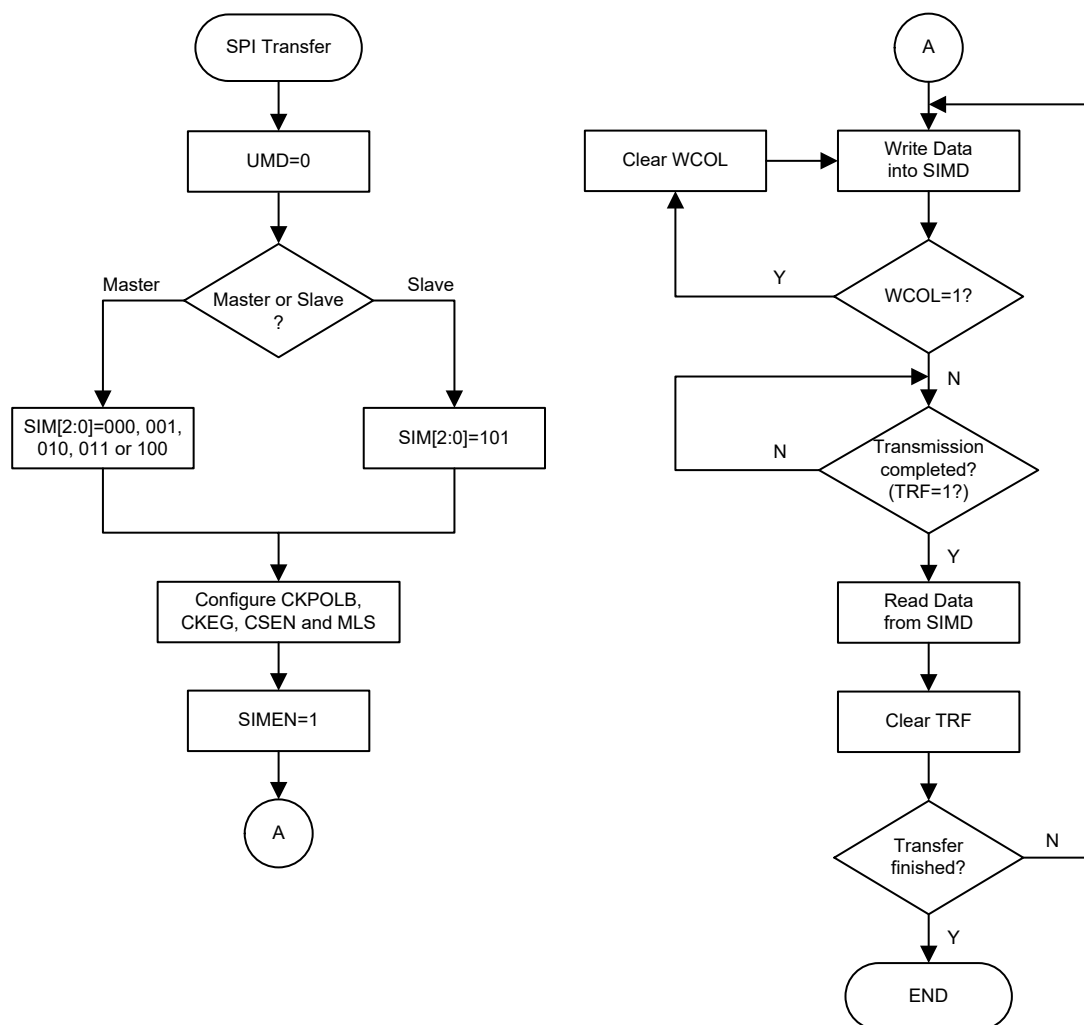 SPI Transfer
UMD=0
Master
Slave
Master or Slave
?
SIM[2:0]=000, 001,
010, 011 or 100
SIM[2:0]=101
Configure CKPOLB,
CKEG, CSEN and MLS
SIMEN=1
A
A
Clear WCOL
Write Data
into SIMD
Y
WCOL=1?
N
N
Transmission
completed?
(TRF=1?)
Y
Read Data
from SIMD
Clear TRF
Transfer
finished?
N
Y
END